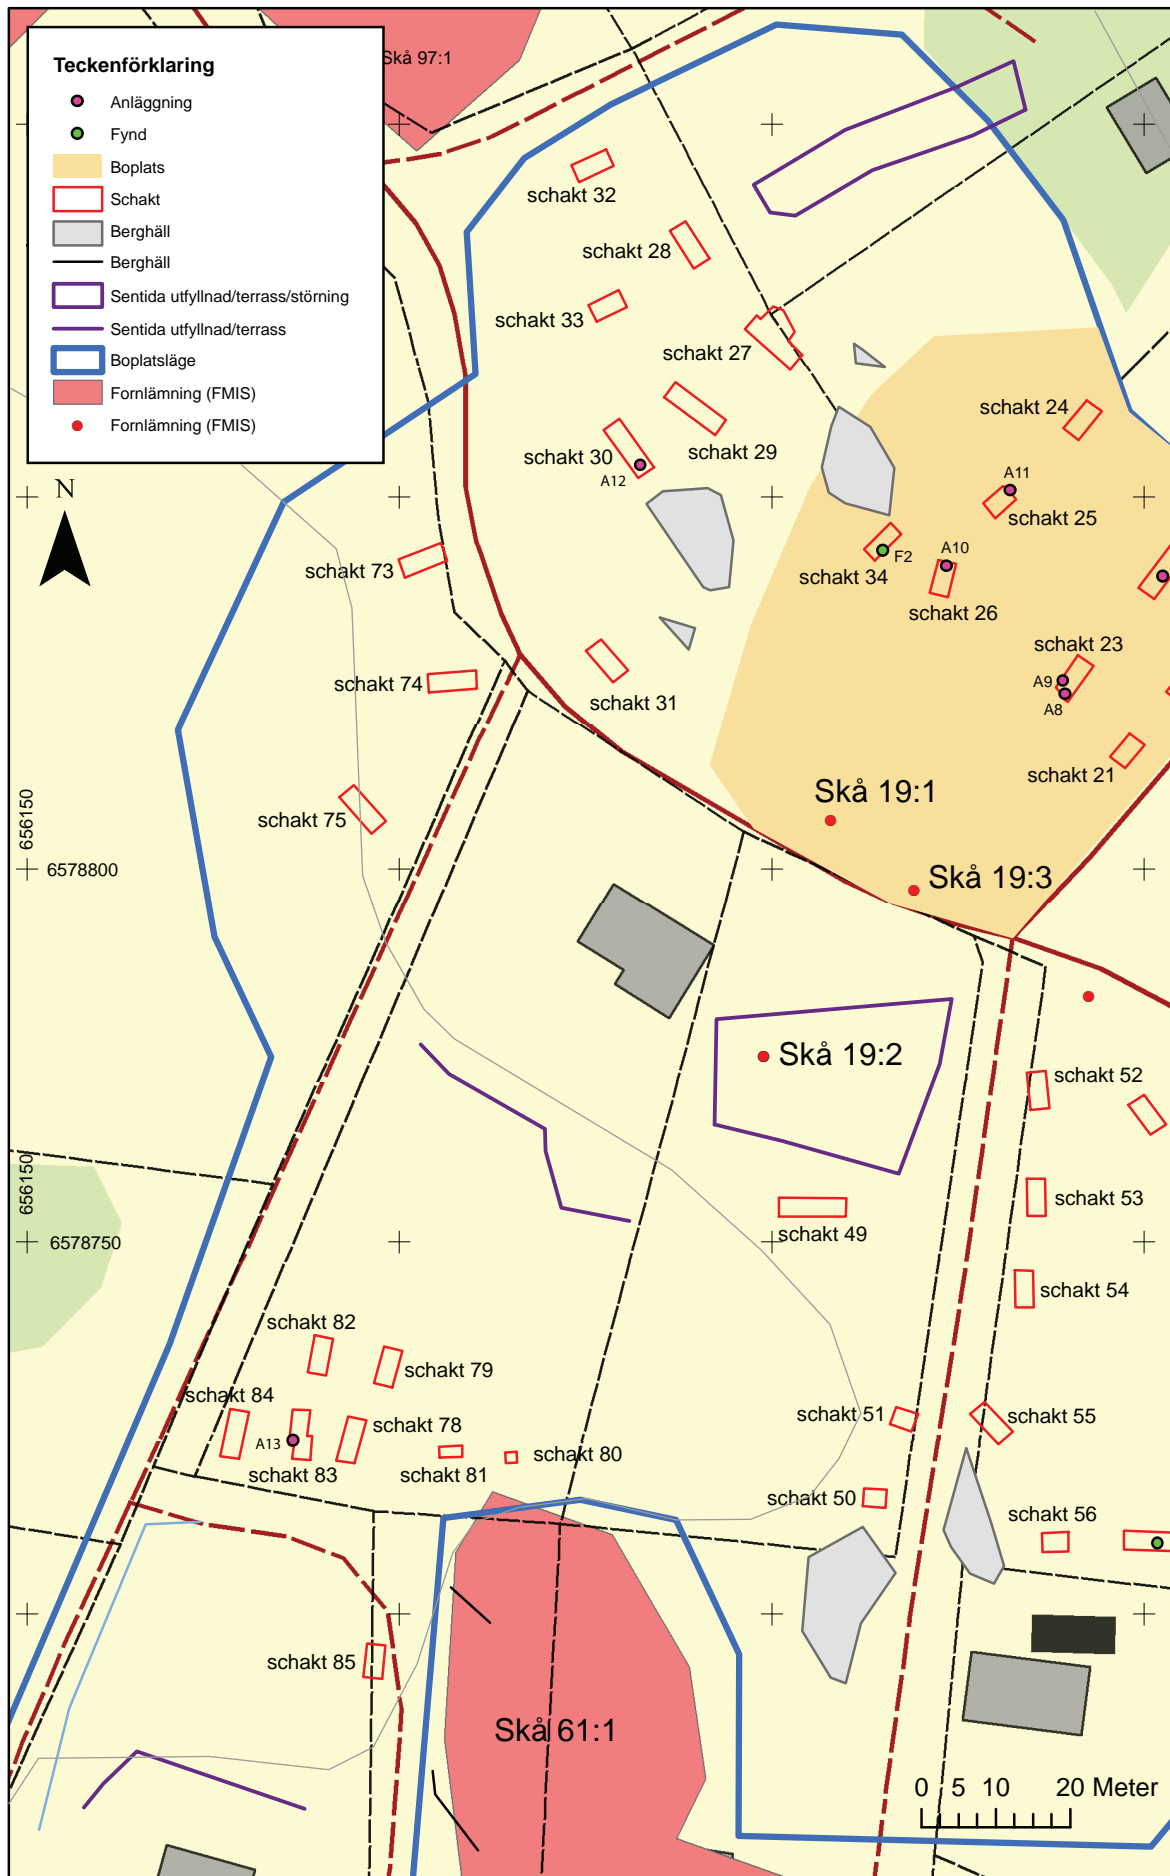 Skå 97:1
Teckenförklaring
Anläggning
Fynd
Boplats
Schakt
Berghäll
Berghäll
Sentida utfyllnad/terrass/störning
Sentida utfyllnad/terrass
Boplatsläge
Fornlämning (FMIS)
Fornlämning (FMIS)
N
schakt 32
schakt 28
schakt 33
schakt 27
schakt 24
schakt 29
schakt 30
A12
A11
schakt 25
F2
A10
schakt 34
schakt 26
schakt 73
schakt 23
A9
A8
schakt 74
schakt 31
schakt 21
Skå 19:1
schakt 75
656150
6578800
Skå 19:3
Skå 19:2
schakt 52
656150
schakt 53
schakt 49
6578750
schakt 54
schakt 82
schakt 79
schakt 84
schakt 78
A13
schakt 83
schakt 81
schakt 80
schakt 51
schakt 55
schakt 50
schakt 56
schakt 85
Skå 61:1
0 5 10 20 Meter